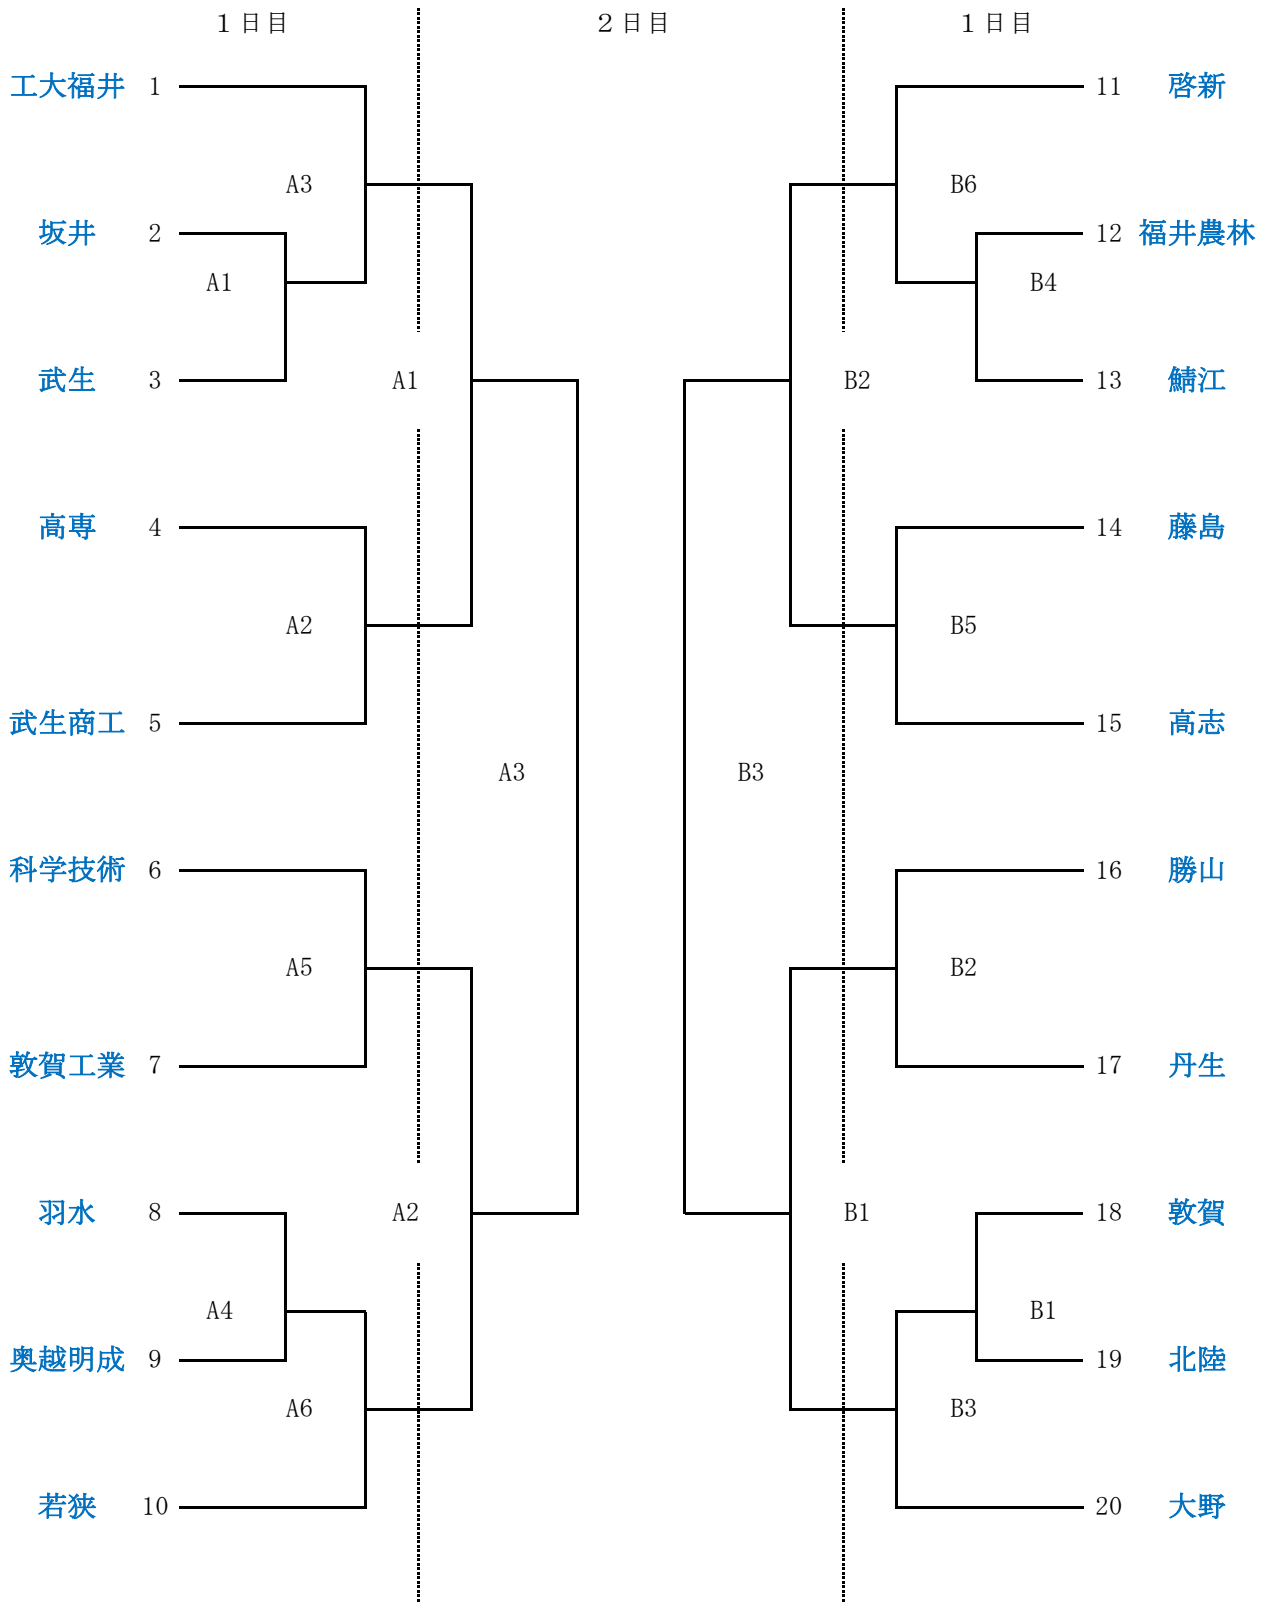 １日目 ２日目 １日目
工大福井 1 11 啓新
A3 B6
坂井 2 12 福井農林
A1 B4
武生 3 A1 B2 13 鯖江
高専 4 14 藤島
A2 B5
武生商工 5 15 高志
A3 B3
科学技術 6 16 勝山
A5 B2
敦賀工業 7 17 丹生
羽水 8 A2 B1 18 敦賀
A4 B1
奥越明成 9 19 北陸
A6 B3
若狭 10 20 大野